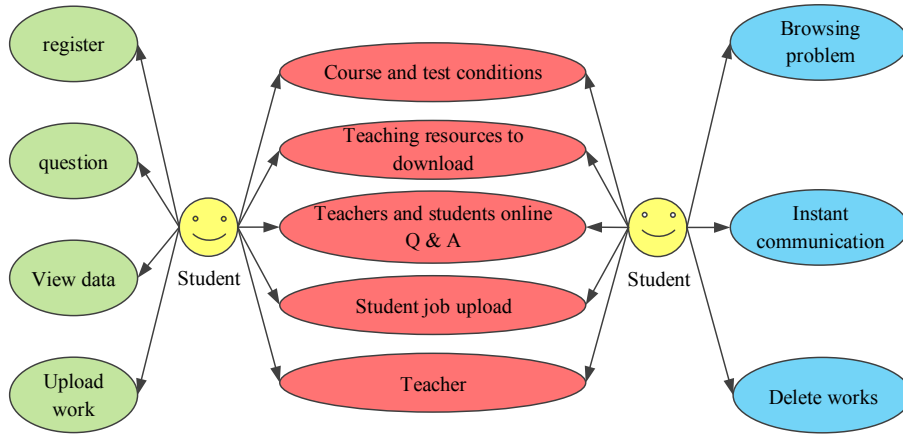 register
question
View data
Upload
work
Student
Course and test conditions
Teaching resources to
download
Teachers and students online
Q & A
Student job upload
Teacher
Student
Browsing
problem
Instant
communication
Delete works